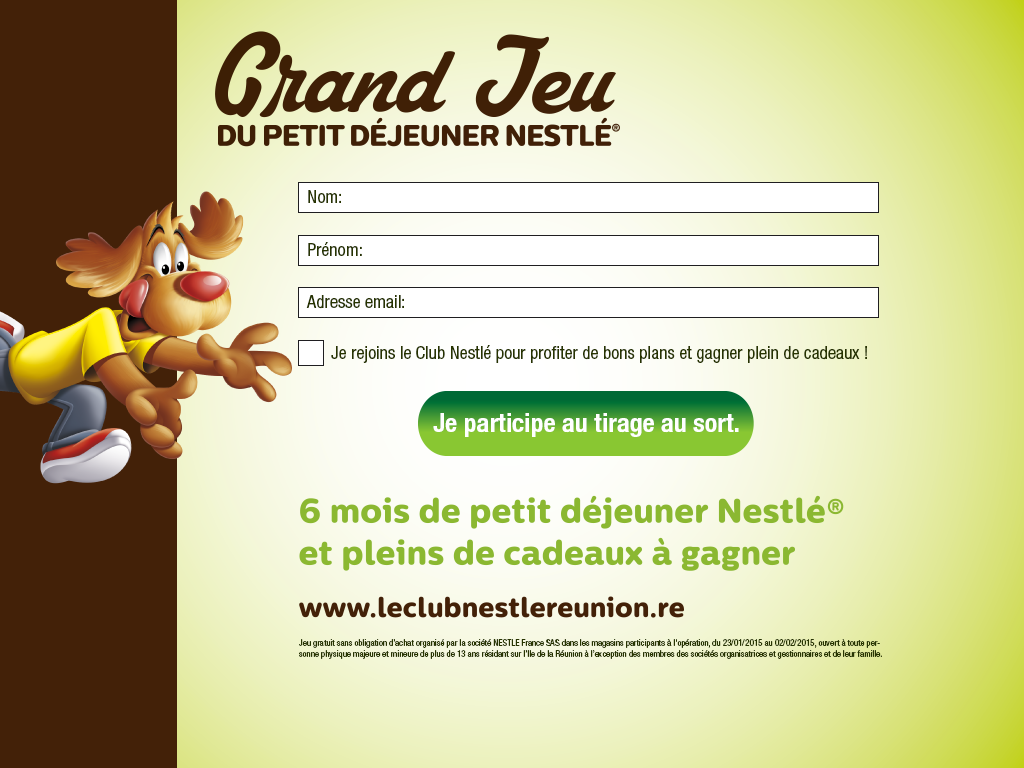 Grand Jeu
DU PETIT DÉJEUNER NESTLÉ®
Nom:
Prénom:
Adresse email:
Je rejoins le Club Nestlé pour profiter de bons plans et gagner plein de cadeaux !
Je participe au tirage au sort.
6 mois de petit déjeuner Nestlé®
et pleins de cadeaux à gagner
www.leclubnestlereunion.re
Jeu gratuit sans obligation d'achat organisé par la société NESTLE France SAS dans les magasins participants à l'opération, du 23/01/2015 au 02/02/2015, ouvert à toute per-
sonne physique majeure et mineure de plus de 13 ans résidant sur l'Ile de la Réunion à l'exception des membres des sociétés organisatrices et gestionnaires et de leur famille.